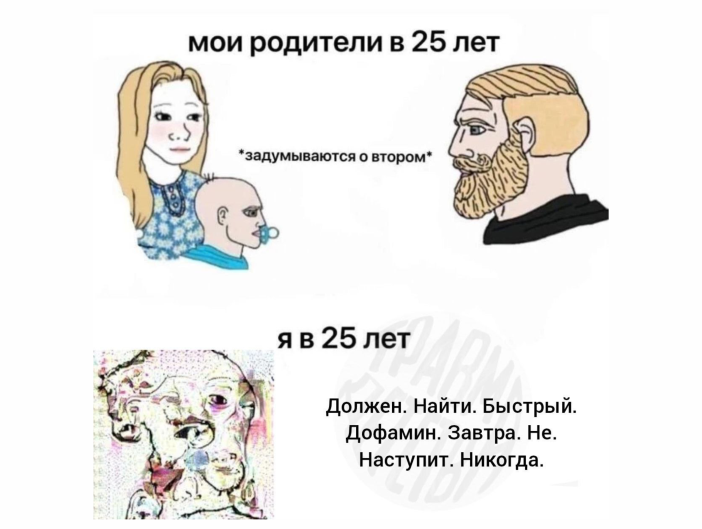 мои родители в 25 лет
*задумываются о втором*
я в 25 лет
Должен. Найти. Быстрый.
Дофамин. Завтра. Не.
Наступит. Никогда.